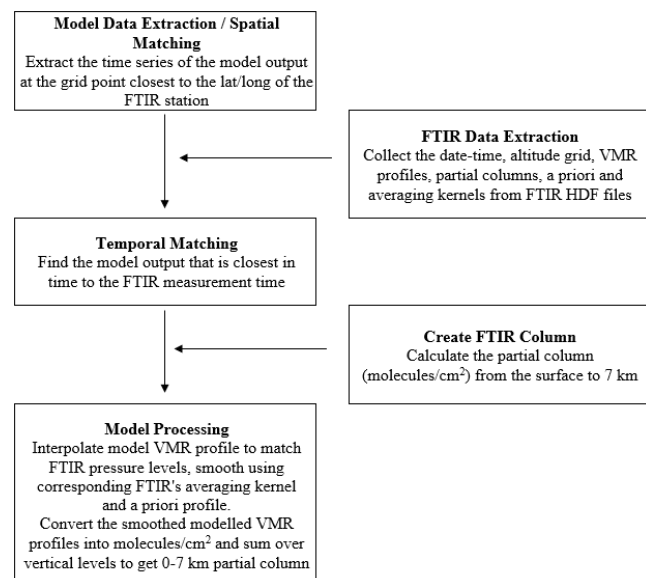 Model Data Extraction / Spatial
Matching
Extract the time series of the model output
at the grid point closest to the lat/long of the
FTIR station
FTIR Data Extraction
Collect the date-time, altitude grid, VMR
profiles, partial columns, a priori and
averaging kernels from FTIR HDF files
Temporal Matching
Find the model output that is closest in
time to the FTIR measurement time
Create FTIR Column
Calculate the partial column
(molecules/cm²) from the surface to 7 km
Model Processing
Interpolate model VMR profile to match
FTIR pressure levels, smooth using
corresponding FTIR's averaging kernel
and a priori profile.
Convert the smoothed modelled VMR
profiles into molecules/cm² and sum over
vertical levels to get 0-7 km partial column